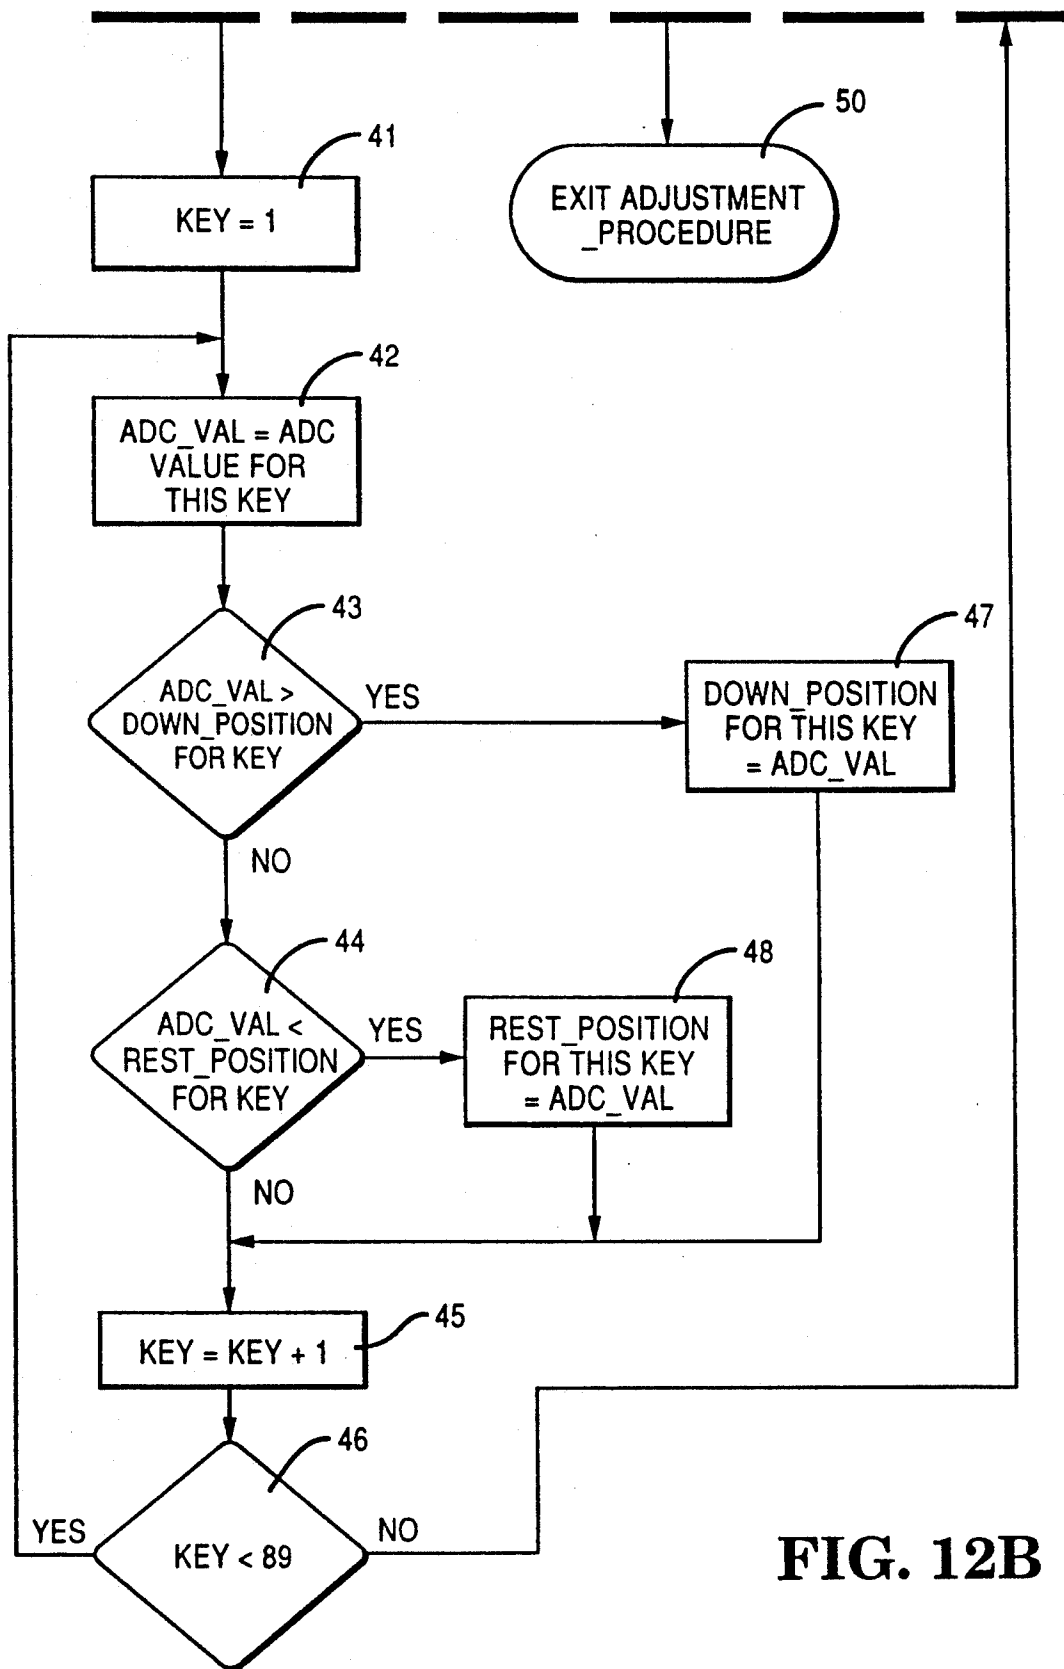 50
EXIT ADJUSTMENT
_PROCEDURE
41
KEY = 1
42
ADC_VAL = ADC
VALUE FOR
THIS KEY
43
ADC_VAL >
DOWN_POSITION
FOR KEY
YES
NO
47
DOWN_POSITION
FOR THIS KEY
= ADC_VAL
44
ADC_VAL <
REST_POSITION
FOR KEY
YES
NO
48
REST_POSITION
FOR THIS KEY
= ADC_VAL
45
KEY = KEY + 1
46
KEY < 89
YES
NO
FIG. 12B